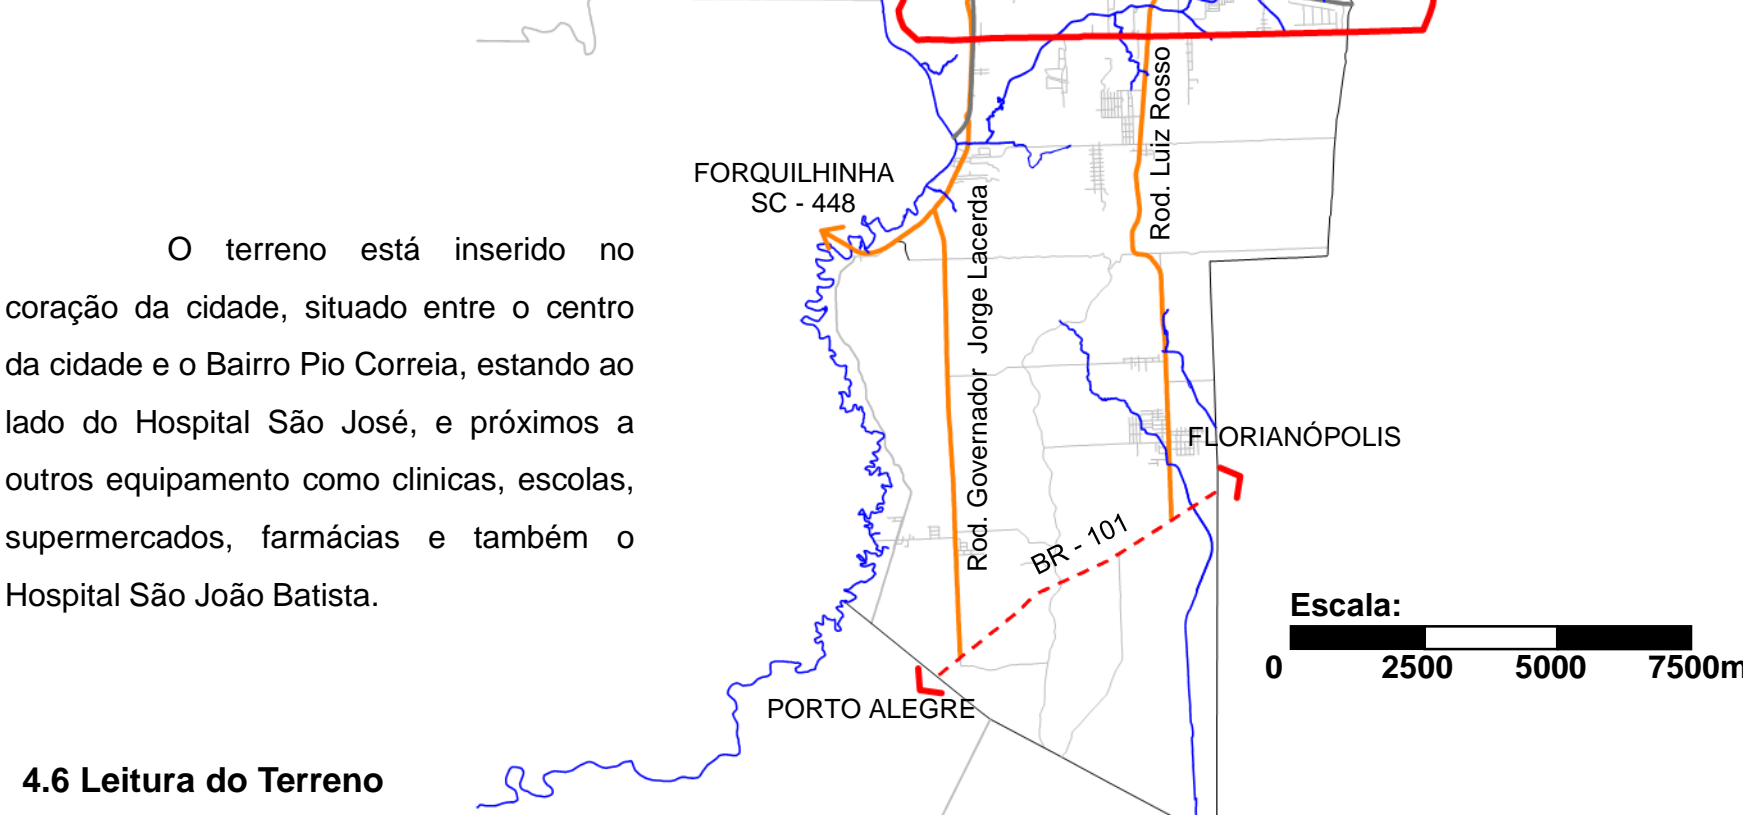 O terreno está inserido no
coração da cidade, situado entre o centro
da cidade e o Bairro Pio Correia, estando ao
lado do Hospital São José, e próximos a
outros equipamento como clinicas, escolas,
supermercados, farmácias e também o
Hospital São João Batista.
4.6 Leitura do Terreno
FORQUILHINHA
SC - 448
Rod. Governador Jorge Lacerda
Rod. Luiz Rosso
FLORIANÓPOLIS
BR - 101
PORTO ALEGRE
Escala:
0 2500 5000 7500m